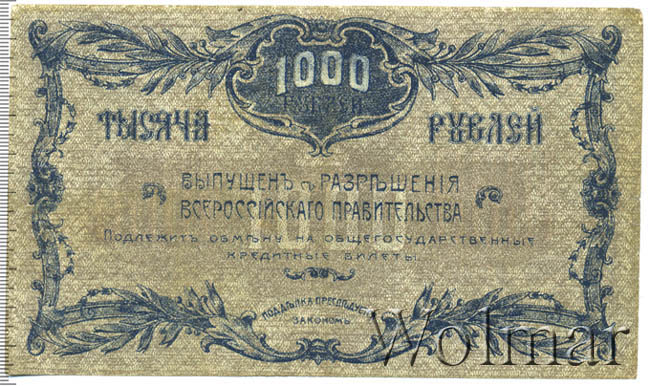 1000
РУБЛЕЙ
ТЫСЯЧА РУБЛЕЙ
ВЫПУЩЕНЪ съ РАЗРѢШЕНІЯ
ВСЕРОССІЙСКАГО ПРАВИТЕЛЬСТВА
ПОДЛЕЖИТЪ ОБМѢНУ НА ОБЩЕГОСУДАРСТВЕННЫЕ
КРЕДИТНЫЕ БИЛЕТЫ
ПОДДѢЛКА ПРЕСЛѢДУЕТСЯ
ЗАКОНОМЪ
Wolmar